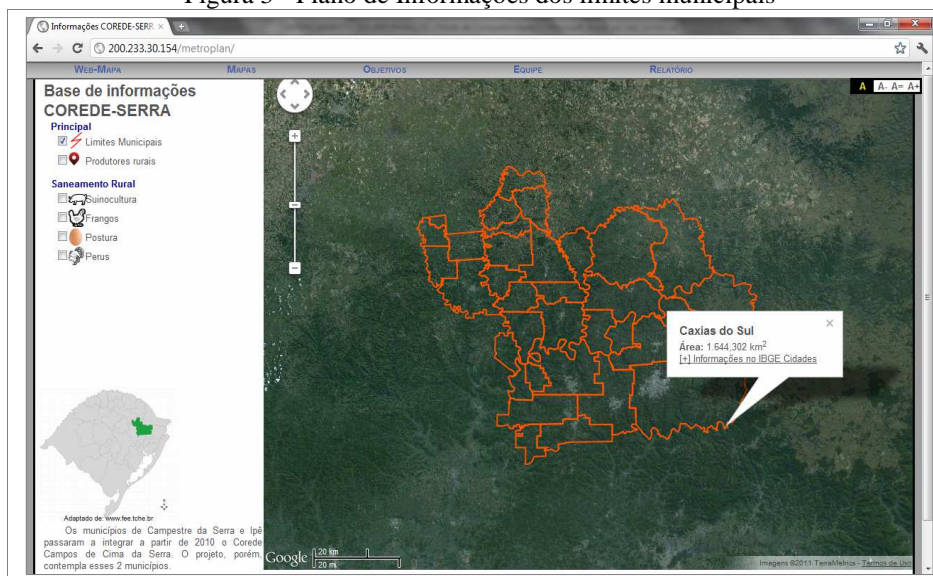 Figura 3 - Plano de Informações dos limites municipais
Informações COREDE-SERR
200.233.30.154/metroplan/
WEB-MAPA MAPAS OBJETIVOS EQUIPE RELATÓRIO
A A- A= A+
Base de informações
COREDE-SERRA
Principal
Limites Municipais
Produtores rurais
Saneamento Rural
Suinocultura
Frangos
Postura
Perus
Caxias do Sul
Área: 1.644,302 km²
[+] Informações no IBGE Cidades
Adaptado de: www.fee.tche.br
Os municípios de Campestre da Serra e Ipê
passaram a integrar a partir de 2010 o Corede
Campos de Cima da Serra. O projeto, porém,
contempla esses 2 municípios.
Google
20 km
20 mi
Imagens ©2011 TerraMetrics - Termos de Uso